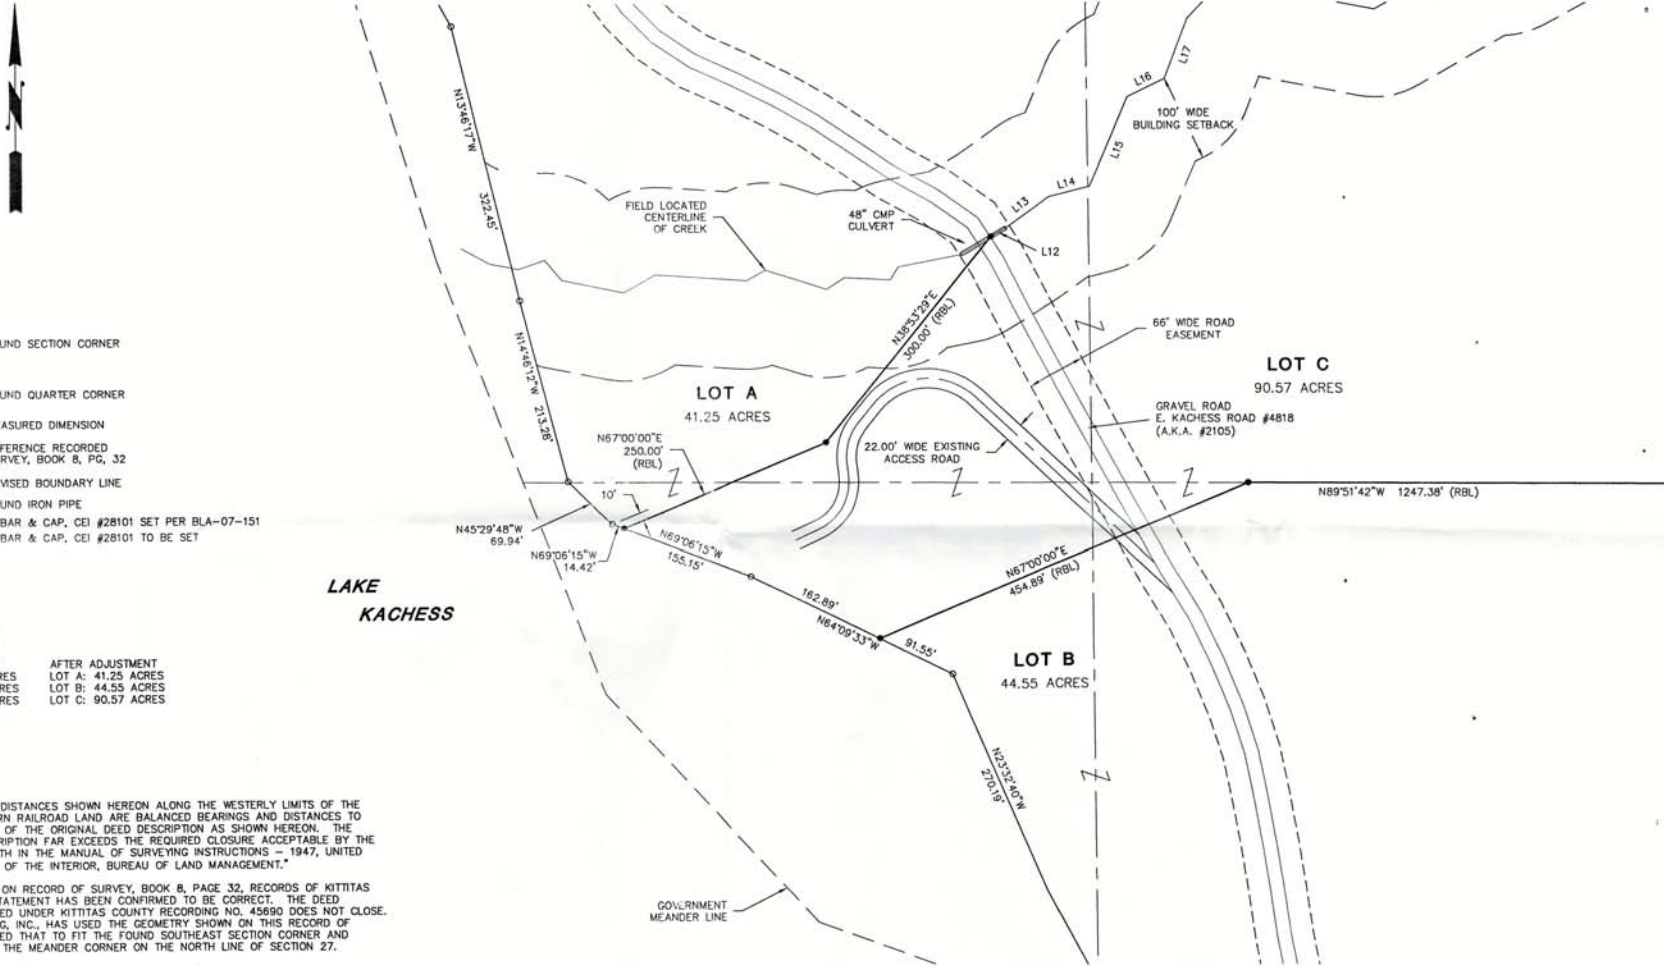 N
UND SECTION CORNER
UND QUARTER CORNER
ASURED DIMENSION
FERENCE RECORDED
RVEY, BOOK 8, PG, 32
VISED BOUNDARY LINE
UND IRON PIPE
BAR & CAP, CEI #28101 SET PER BLA-07-151
BAR & CAP, CEI #28101 TO BE SET
AFTER ADJUSTMENT
RES LOT A: 41.25 ACRES
RES LOT B: 44.55 ACRES
RES LOT C: 90.57 ACRES
DISTANCES SHOWN HEREON ALONG THE WESTERLY LIMITS OF THE
RN RAILROAD LAND ARE BALANCED BEARINGS AND DISTANCES TO
OF THE ORIGINAL DEED DESCRIPTION AS SHOWN HEREON. THE
RIPTION FAR EXCEEDS THE REQUIRED CLOSURE ACCEPTABLE BY THE
TH IN THE MANUAL OF SURVEYING INSTRUCTIONS – 1947, UNITED
OF THE INTERIOR, BUREAU OF LAND MANAGEMENT."
ON RECORD OF SURVEY, BOOK 8, PAGE 32, RECORDS OF KITTITAS
TATEMENT HAS BEEN CONFIRMED TO BE CORRECT. THE DEED
ED UNDER KITTITAS COUNTY RECORDING NO. 45690 DOES NOT CLOSE.
G, INC., HAS USED THE GEOMETRY SHOWN ON THIS RECORD OF
ED THAT TO FIT THE FOUND SOUTHEAST SECTION CORNER AND
THE MEANDER CORNER ON THE NORTH LINE OF SECTION 27.
N13°46'17"W
322.45'
N14°46'12"W 213.28'
FIELD LOCATED
CENTERLINE
OF CREEK
48" CMP
CULVERT
L12
L13
L14
L15
L16
L17
100' WIDE
BUILDING SETBACK
N38°53'29"E
300.00' (RBL)
66' WIDE ROAD
EASEMENT
LOT C
90.57 ACRES
LOT A
41.25 ACRES
GRAVEL ROAD
E. KACHESS ROAD #4818
(A.K.A. #2105)
N67°00'00"E
250.00'
(RBL)
22.00' WIDE EXISTING
ACCESS ROAD
10'
N89°51'42"W 1247.38' (RBL)
N45°29'48"W
69.94'
N69°06'15"W
14.42'
N69°06'15"W
155.15'
N67°00'00"E
454.89' (RBL)
LAKE
KACHESS
162.89'
N64°09'33"W
91.55'
LOT B
44.55 ACRES
N23°32'40"W
270.19'
GOVERNMENT
MEANDER LINE